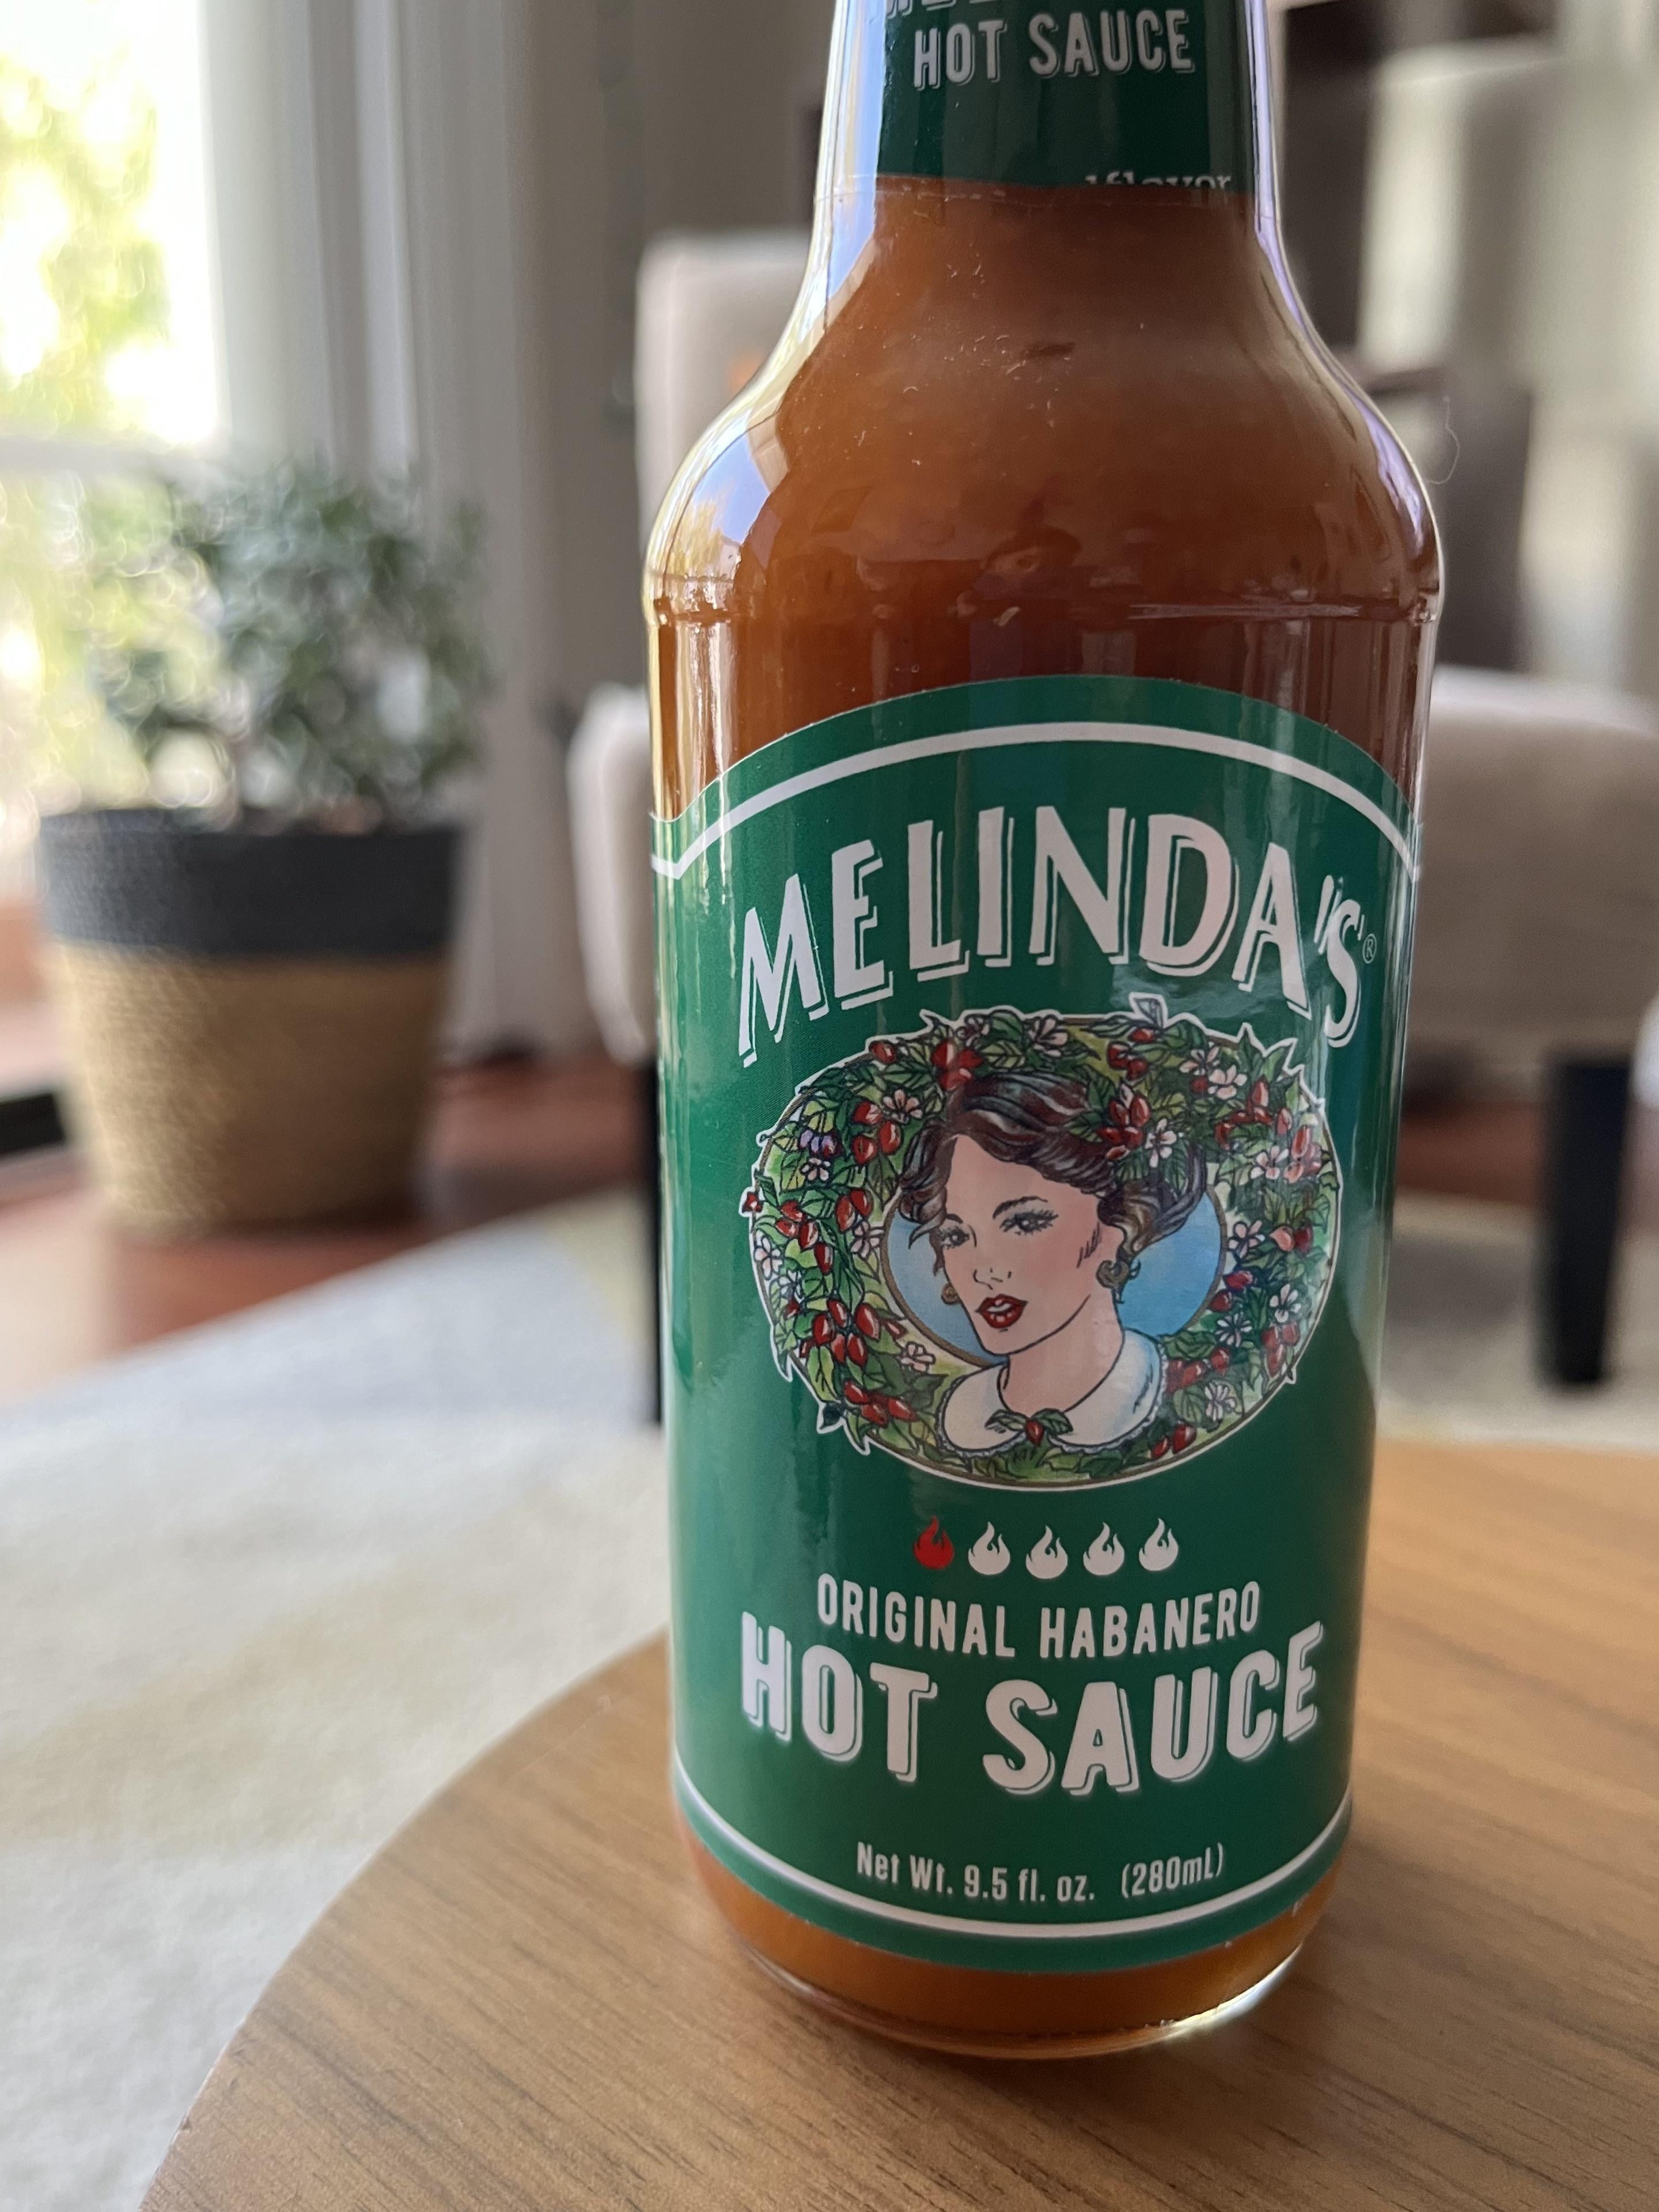 HOT SAUCE
MELINDA'S®
ORIGINAL HABANERO
HOT SAUCE
Net Wt. 9.5 fl. oz. (280mL)